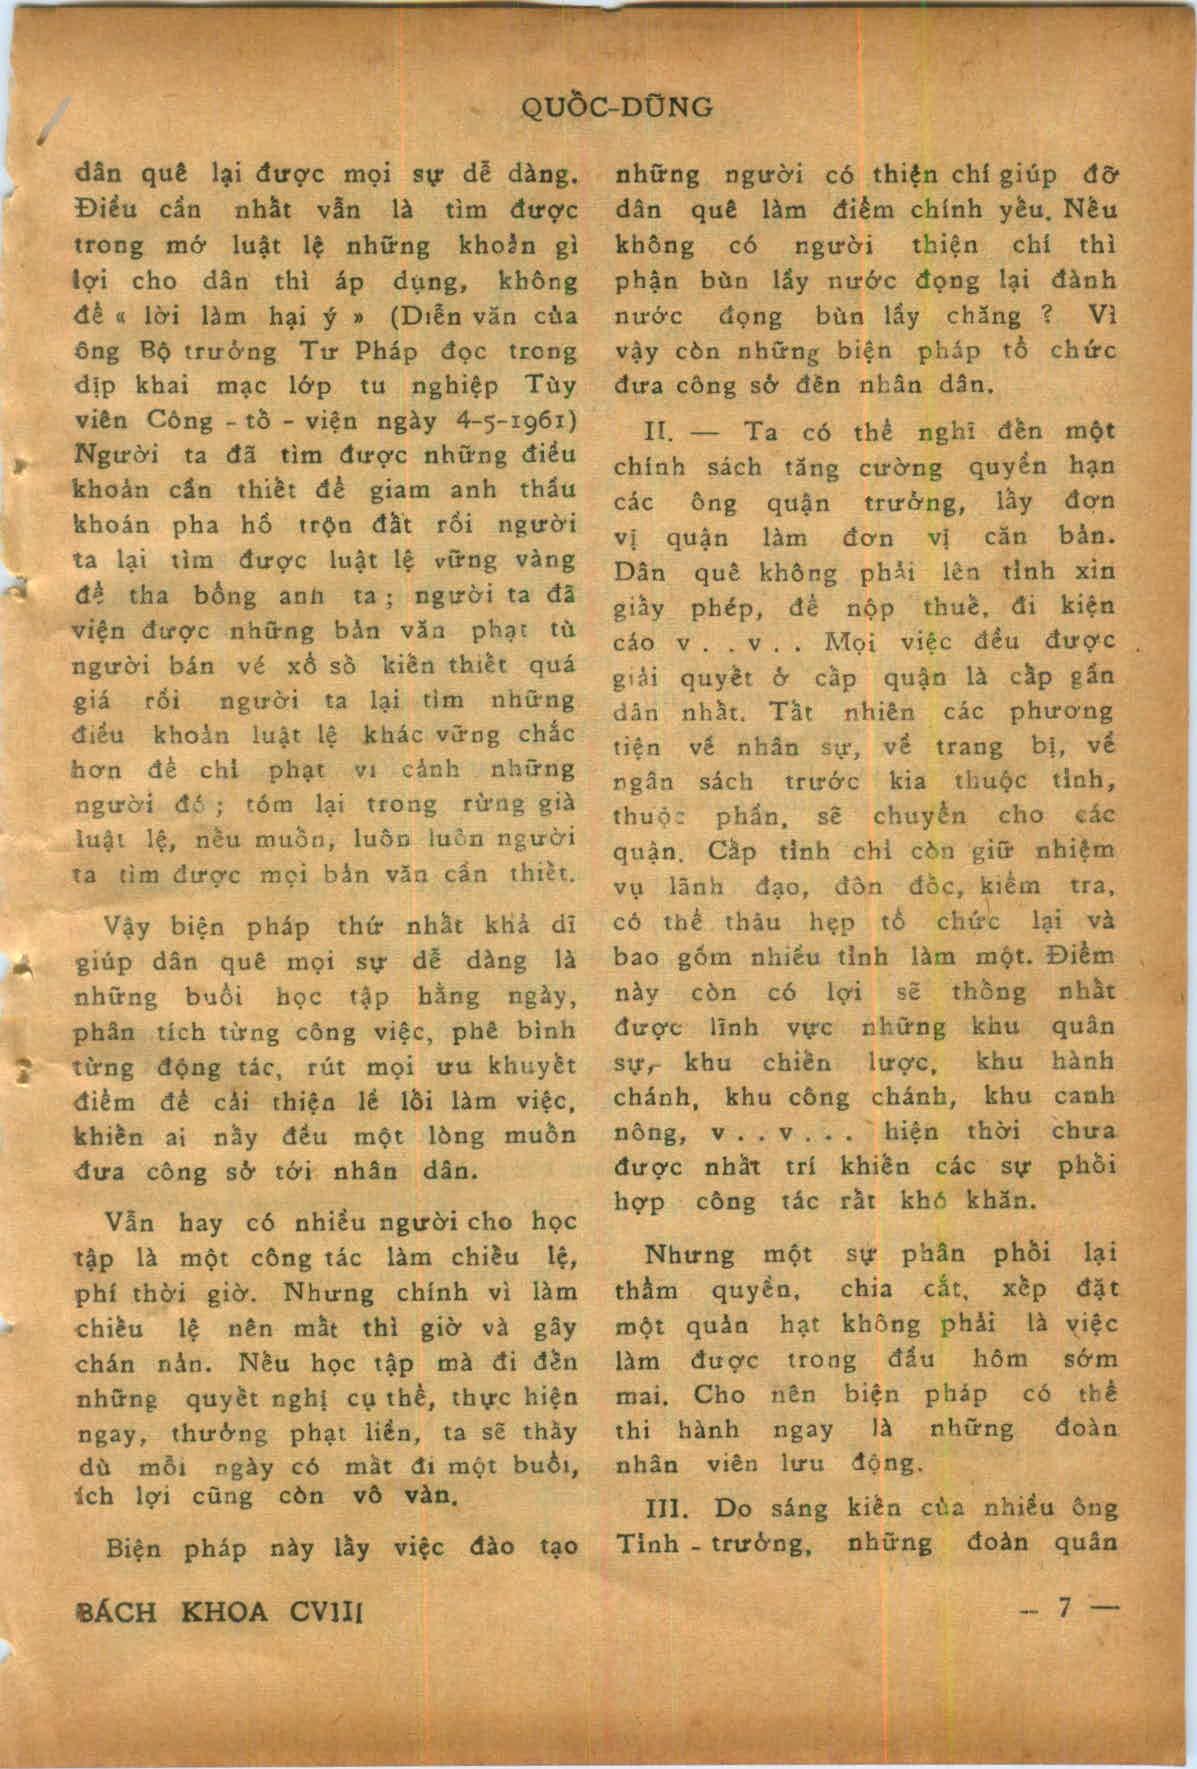 QUỐC-DŨNG
dân quê lại được mọi sự dễ dàng.
Điều cần nhất vẫn là tìm được
trong mớ luật lệ những khoản gì
lợi cho dân thì áp dụng, không
để « lời làm hại ý » (Diễn văn của
ông Bộ trưởng Tư Pháp đọc trong
dịp khai mạc lớp tu nghiệp Tùy
viên Công - tố - viện ngày 4-5-1961)
Người ta đã tìm được những điều
khoản cần thiết để giam anh thầu
khoán pha hồ trộn đất rồi người
ta lại tìm được luật lệ vững vàng
để tha bổng anh ta ; người ta đã
viện được những bản văn phạt tù
người bán vé xổ số kiến thiết quá
giá rồi người ta lại tìm những
điều khoản luật lệ khác vững chắc
hơn để chỉ phạt vi cảnh những
người đó ; tóm lại trong rừng già
luật lệ, nếu muốn, luôn luôn người
ta tìm được mọi bản văn cần thiết.
Vậy biện pháp thứ nhất khả dĩ
giúp dân quê mọi sự dễ dàng là
những buổi học tập hằng ngày,
phân tích từng công việc, phê bình
từng động tác, rút mọi ưu khuyết
điểm để cải thiện lề lối làm việc,
khiến ai nấy đều một lòng muốn
đưa công sở tới nhân dân.
Vẫn hay có nhiều người cho học
tập là một công tác làm chiếu lệ,
phí thời giờ. Nhưng chính vì làm
chiếu lệ nên mất thì giờ và gây
chán nản. Nếu học tập mà đi đến
những quyết nghị cụ thể, thực hiện
ngay, thưởng phạt liền, ta sẽ thấy
dù mỗi ngày có mất đi một buổi,
ích lợi cũng còn vô vàn.
Biện pháp này lấy việc đào tạo
những người có thiện chí giúp đỡ
dân quê làm điểm chính yếu. Nếu
không có người thiện chí thì
phận bùn lầy nước đọng lại đành
nước đọng bùn lầy chăng ? Vì
vậy còn những biện pháp tổ chức
đưa công sở đến nhân dân.
II. — Ta có thể nghĩ đến một
chính sách tăng cường quyền hạn
các ông quận trưởng, lấy đơn
vị quận làm đơn vị căn bản.
Dân quê không phải lên tỉnh xin
giấy phép, để nộp thuế, đi kiện
cáo v . . v . . Mọi việc đều được
giải quyết ở cấp quận là cấp gần
dân nhất. Tất nhiên các phương
tiện về nhân sự, về trang bị, về
ngân sách trước kia thuộc tỉnh,
thuộc phần, sẽ chuyển cho các
quận. Cấp tỉnh chỉ còn giữ nhiệm
vụ lãnh đạo, đôn đốc, kiểm tra,
có thể thâu hẹp tổ chức lại và
bao gồm nhiều tỉnh làm một. Điểm
này còn có lợi sẽ thống nhất
được lĩnh vực những khu quân
sự, khu chiến lược, khu hành
chánh, khu công chánh, khu canh
nông, v . . v . . . hiện thời chưa
được nhất trí khiến các sự phối
hợp công tác rất khó khăn.
Nhưng một sự phân phối lại
thẩm quyền, chia cắt, xếp đặt
một quản hạt không phải là việc
làm được trong đầu hôm sớm
mai. Cho nên biện pháp có thể
thi hành ngay là những đoàn
nhân viên lưu động.
III. Do sáng kiến của nhiều ông
Tỉnh - trưởng, những đoàn quân
BÁCH KHOA CVIII
— 7 —